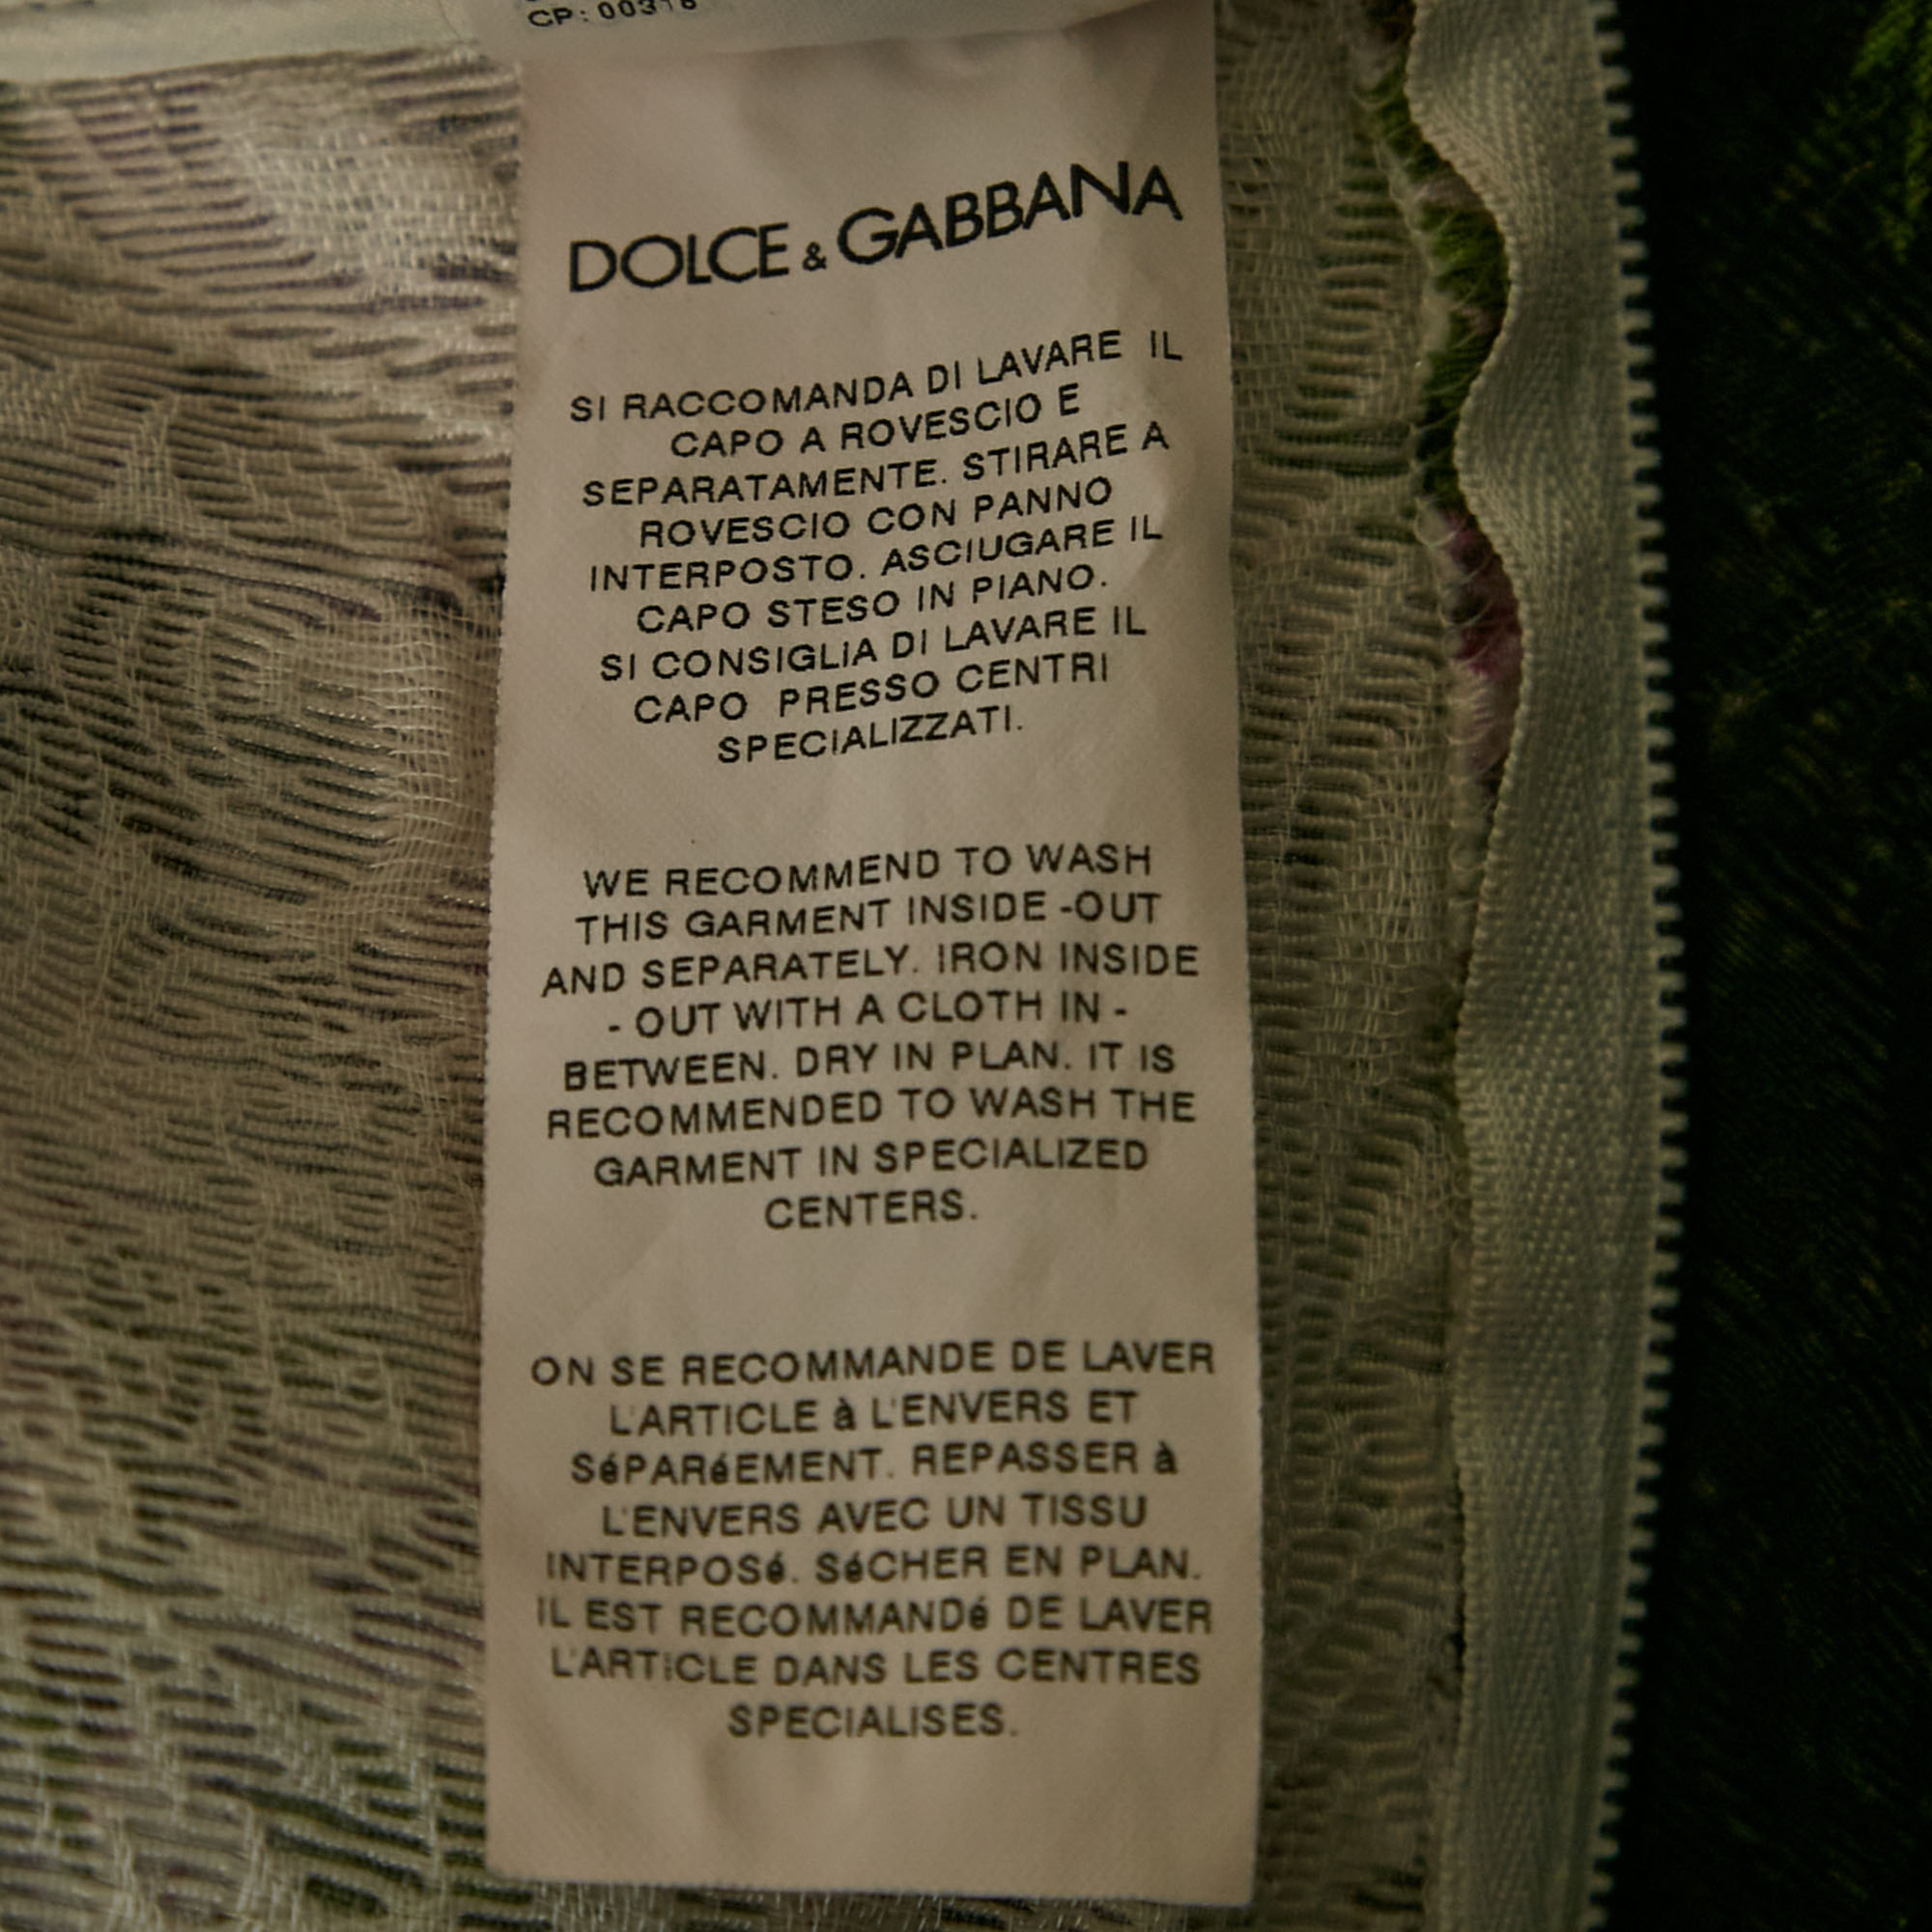 CP: 00318
DOLCE & GABBANA
SI RACCOMANDA DI LAVARE IL
CAPO A ROVESCIO E
SEPARATAMENTE. STIRARE A
ROVESCIO CON PANNO
INTERPOSTO. ASCIUGARE IL
CAPO STESO IN PIANO.
SI CONSIGLIA DI LAVARE IL
CAPO PRESSO CENTRI
SPECIALIZZATI.
WE RECOMMEND TO WASH
THIS GARMENT INSIDE -OUT
AND SEPARATELY. IRON INSIDE
- OUT WITH A CLOTH IN -
BETWEEN. DRY IN PLAN. IT IS
RECOMMENDED TO WASH THE
GARMENT IN SPECIALIZED
CENTERS.
ON SE RECOMMANDE DE LAVER
L'ARTICLE à L'ENVERS ET
SéPARéEMENT. REPASSER à
L'ENVERS AVEC UN TISSU
INTERPOSé. SéCHER EN PLAN.
IL EST RECOMMANDé DE LAVER
L'ARTICLE DANS LES CENTRES
SPECIALISES.